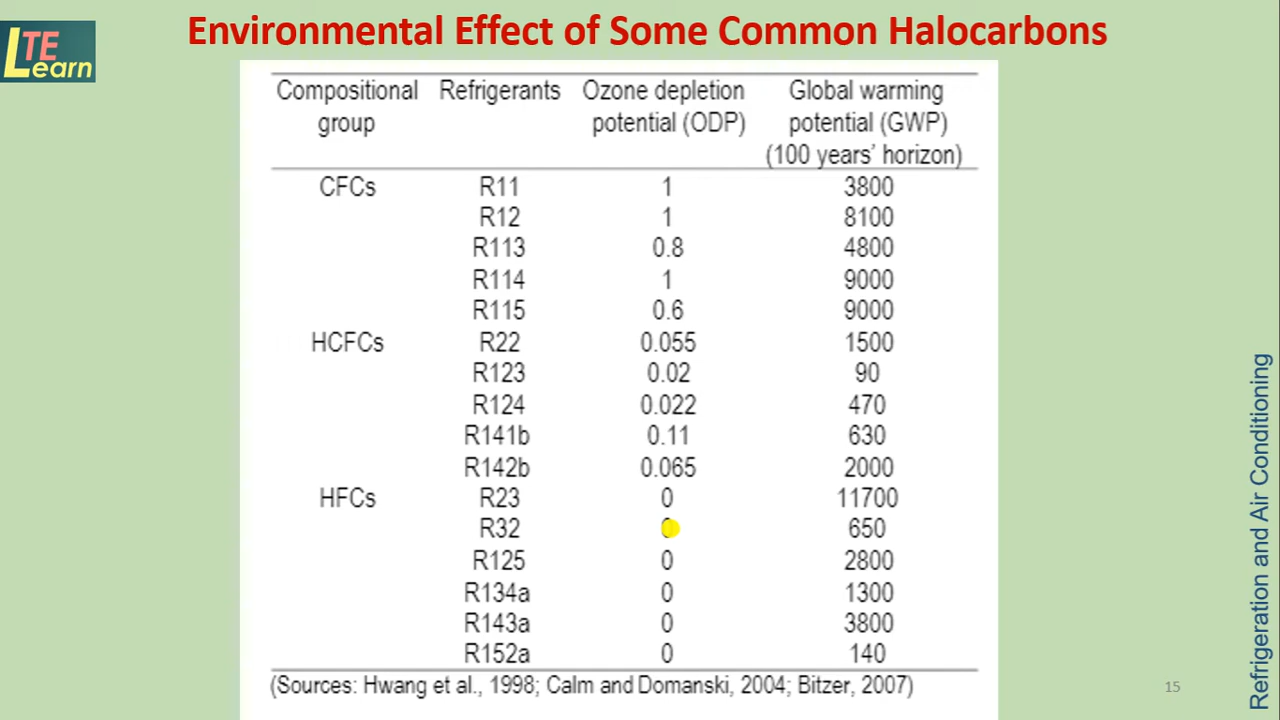 Environmental Effect of Some Common Halocarbons
LTE
Learn
Compositional group Refrigerants Ozone depletion potential (ODP) Global warming potential (GWP) (100 years' horizon)
CFCs R11 1 3800
R12 1 8100
R113 0.8 4800
R114 1 9000
R115 0.6 9000
HCFCs R22 0.055 1500
R123 0.02 90
R124 0.022 470
R141b 0.11 630
R142b 0.065 2000
HFCs R23 0 11700
R32 650
R125 0 2800
R134a 0 1300
R143a 0 3800
R152a 0 140
(Sources: Hwang et al., 1998; Calm and Domanski, 2004; Bitzer, 2007)
15
Refrigeration and Air Conditioning